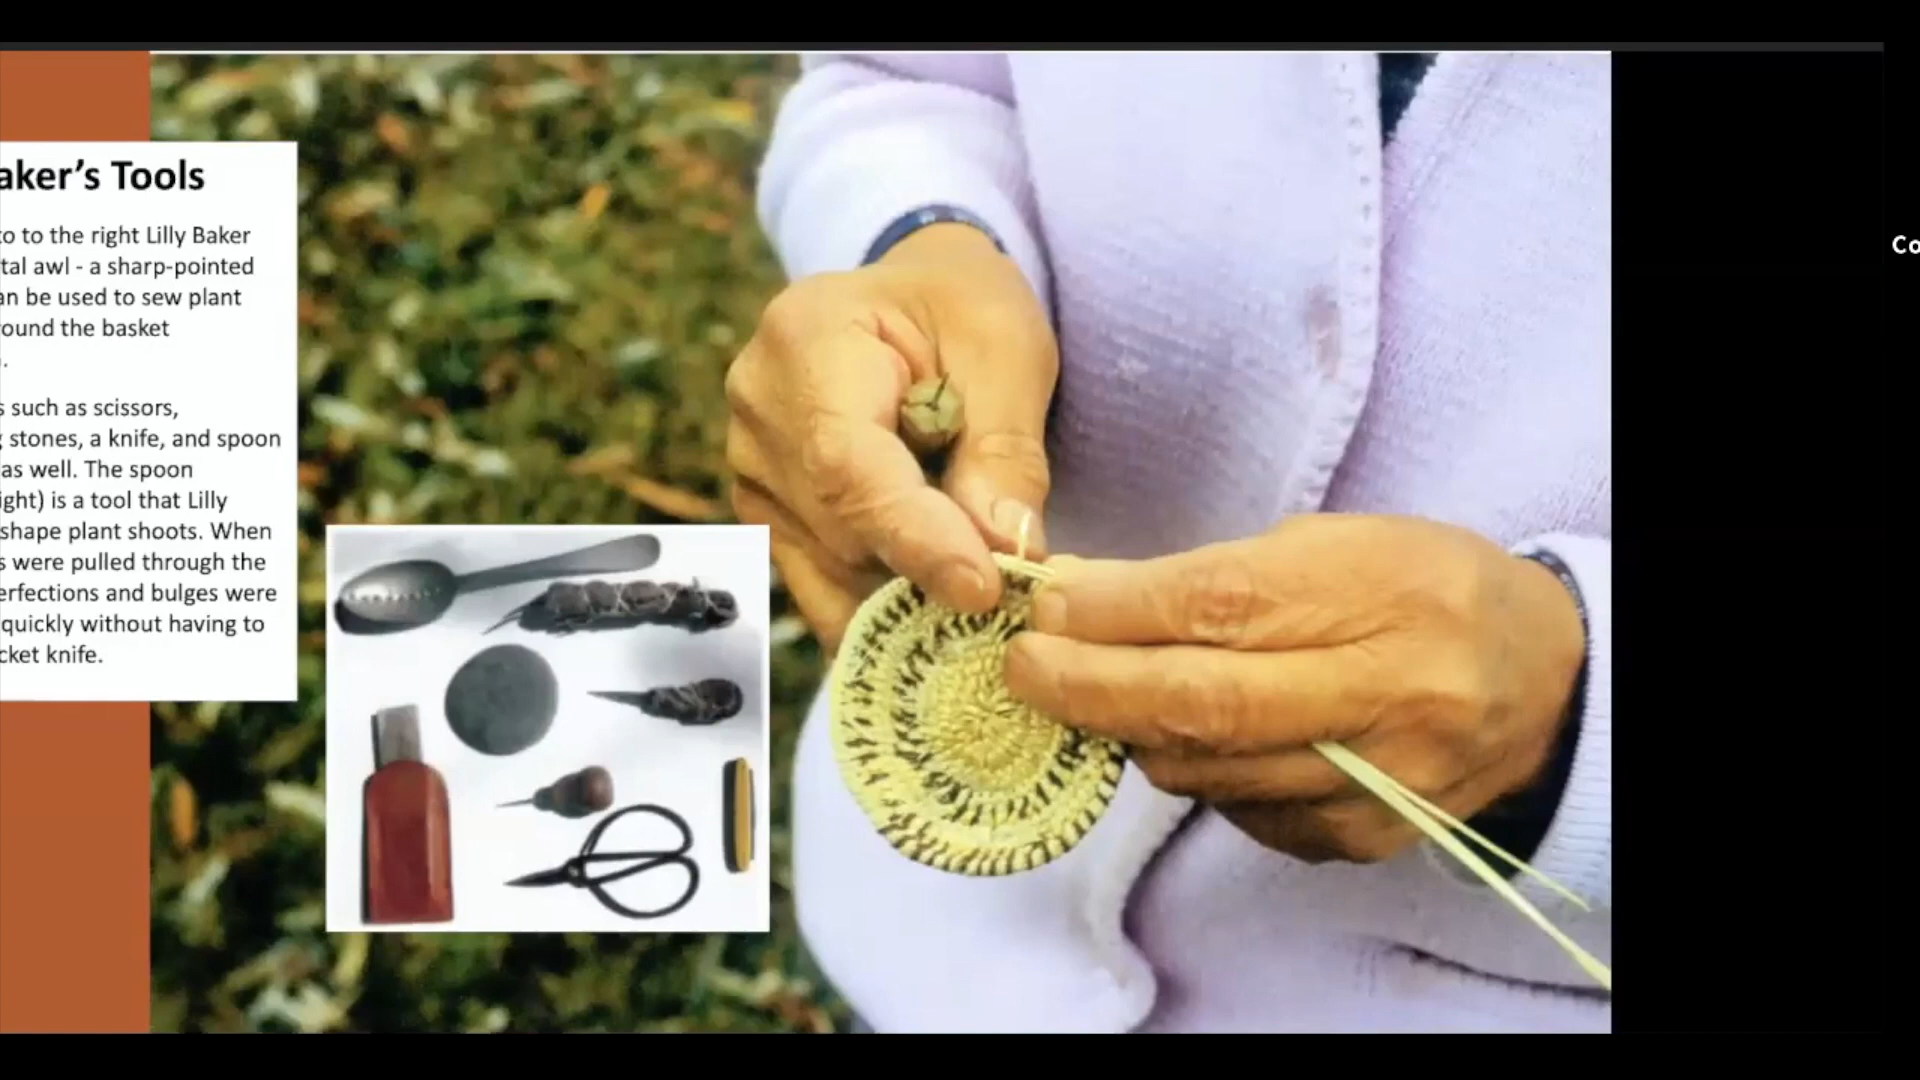 aker's Tools
to to the right Lilly Baker
tal awl - a sharp-pointed
an be used to sew plant
ound the basket
.
s such as scissors,
g stones, a knife, and spoon
as well. The spoon
ight) is a tool that Lilly
shape plant shoots. When
s were pulled through the
erfections and bulges were
quickly without having to
cket knife.
Co